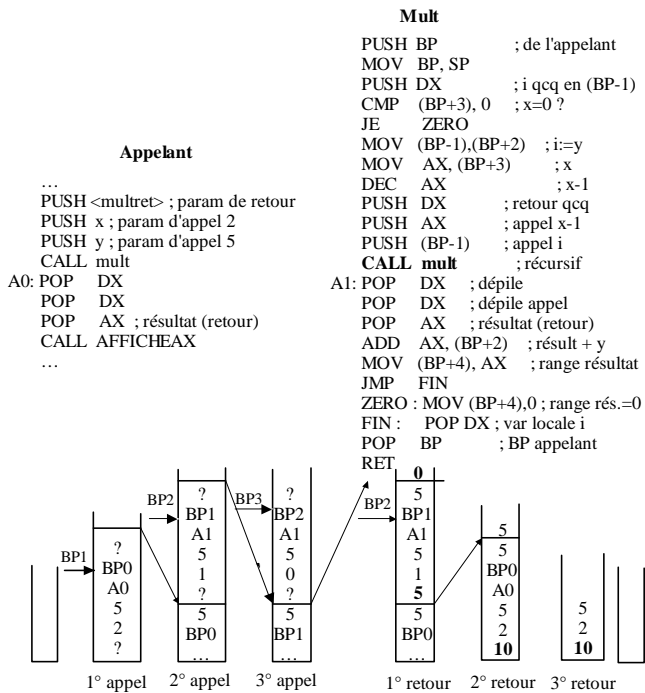 Mult
PUSH BP ; de l'appelant
MOV BP, SP
PUSH DX ; i qcq en (BP-1)
CMP (BP+3), 0 ; x=0 ?
JE ZERO
MOV (BP-1),(BP+2) ; i:=y
MOV AX, (BP+3) ; x
DEC AX ; x-1
PUSH DX ; retour qcq
PUSH AX ; appel x-1
PUSH (BP-1) ; appel i
CALL mult ; récursif
A1: POP DX ; dépile
POP DX ; dépile appel
POP AX ; résultat (retour)
ADD AX, (BP+2) ; result + y
MOV (BP+4), AX ; range résultat
JMP FIN
ZERO : MOV (BP+4),0 ; range rés.=0
FIN : POP DX ; var locale i
POP BP ; BP appelant
RET
Appelant
…
PUSH <multret> ; param de retour
PUSH x ; param d'appel 2
PUSH y ; param d'appel 5
CALL mult
A0: POP DX
POP DX
POP AX ; résultat (retour)
CALL AFFICHEAX
…
BP1
?
BP0
A0
5
2
?
1° appel
BP2
?
BP1
A1
5
1
?
5
BP0
…
2° appel
BP3
?
BP2
A1
5
0
?
5
BP1
…
3° appel
BP2
0
5
BP1
A1
5
1
5
5
BP0
…
1° retour
5
5
BP0
A0
5
2
10
2° retour
5
2
10
3° retour